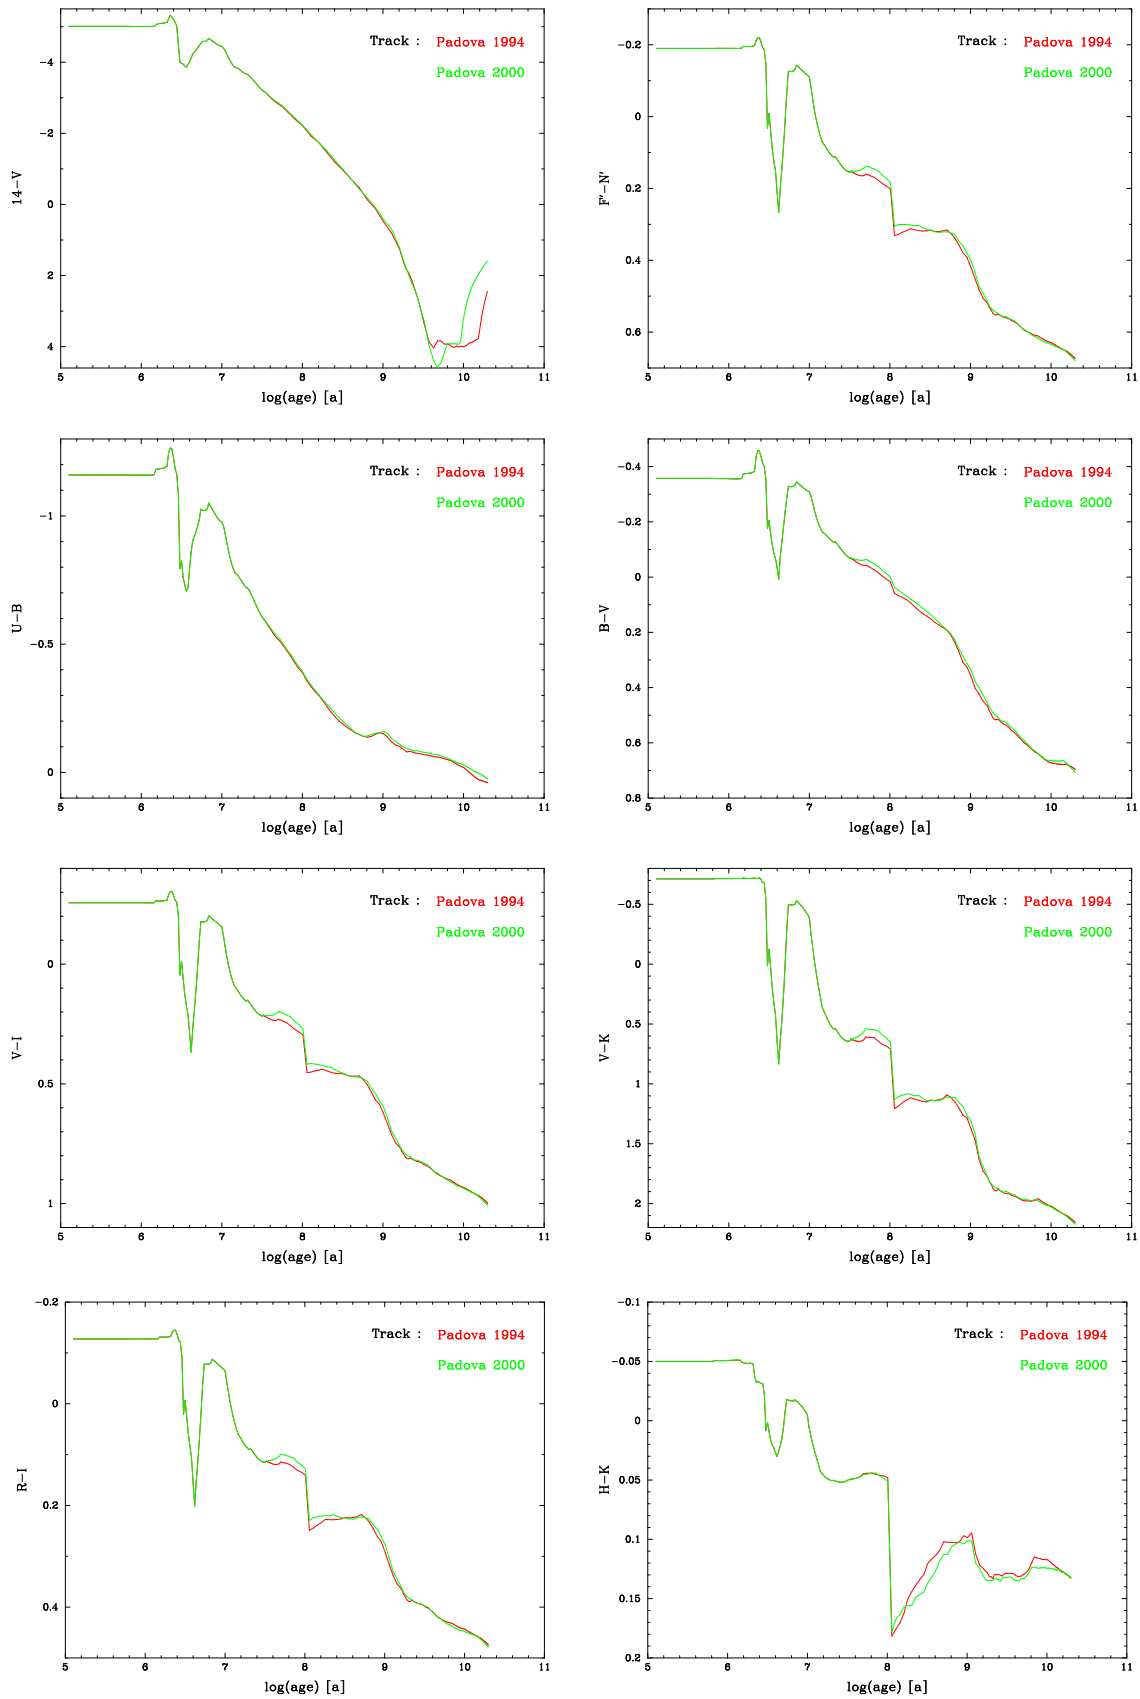 Track : Padova 1994
Padova 2000
-4
-2
0
2
4
14-V
5 6 7 8 9 10 11
log(age) [a]
Track : Padova 1994
Padova 2000
-0.2
0
0.2
0.4
0.6
F'-N'
5 6 7 8 9 10 11
log(age) [a]
Track : Padova 1994
Padova 2000
-1
-0.5
0
U-B
5 6 7 8 9 10 11
log(age) [a]
Track : Padova 1994
Padova 2000
-0.4
-0.2
0
0.2
0.4
0.6
0.8
B-V
5 6 7 8 9 10 11
log(age) [a]
Track : Padova 1994
Padova 2000
0
0.5
1
V-I
5 6 7 8 9 10 11
log(age) [a]
Track : Padova 1994
Padova 2000
-0.5
0
0.5
1
1.5
2
V-K
5 6 7 8 9 10 11
log(age) [a]
-0.2
Track : Padova 1994
Padova 2000
0
0.2
0.4
R-I
5 6 7 8 9 10 11
log(age) [a]
-0.1
Track : Padova 1994
Padova 2000
-0.05
0
0.05
0.1
0.15
0.2
H-K
5 6 7 8 9 10 11
log(age) [a]